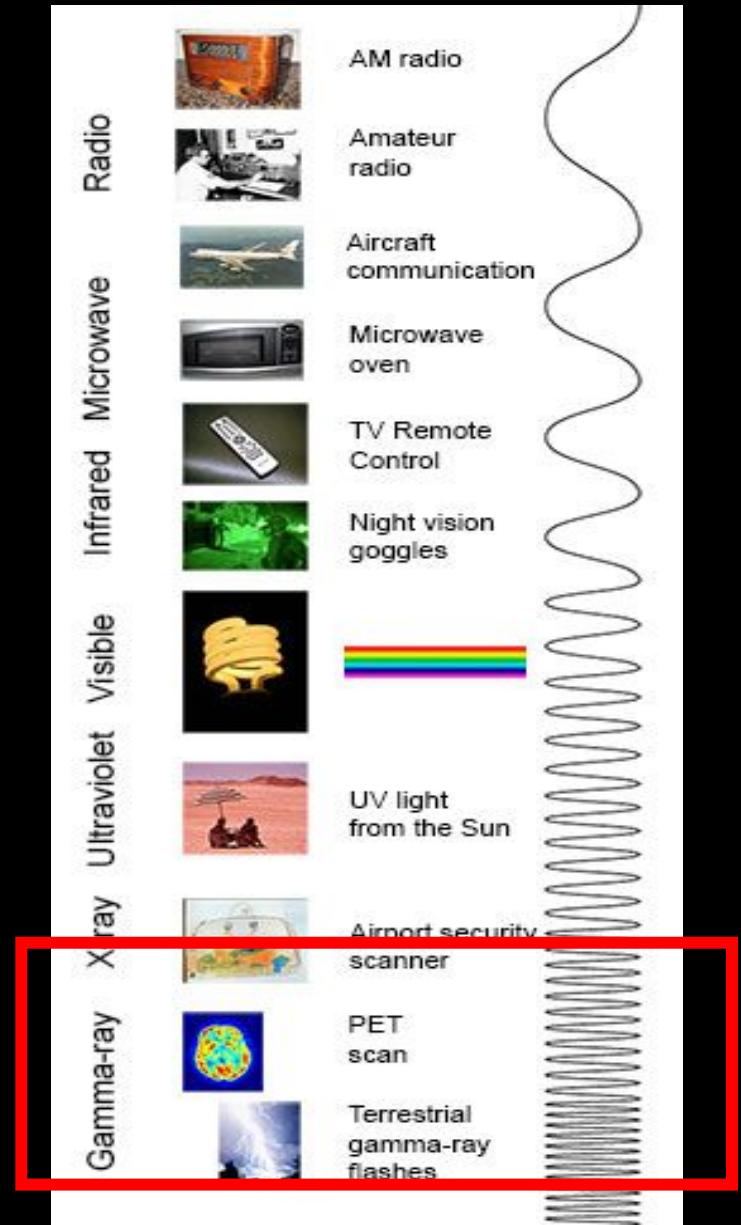 Radio
AM radio
Amateur
radio
Aircraft
communication
Microwave
Microwave
oven
Infrared
TV Remote
Control
Night vision
goggles
Visible
Ultraviolet
UV light
from the Sun
X-ray
Airport security
scanner
Gamma-ray
PET
scan
Terrestrial
gamma-ray
flashes